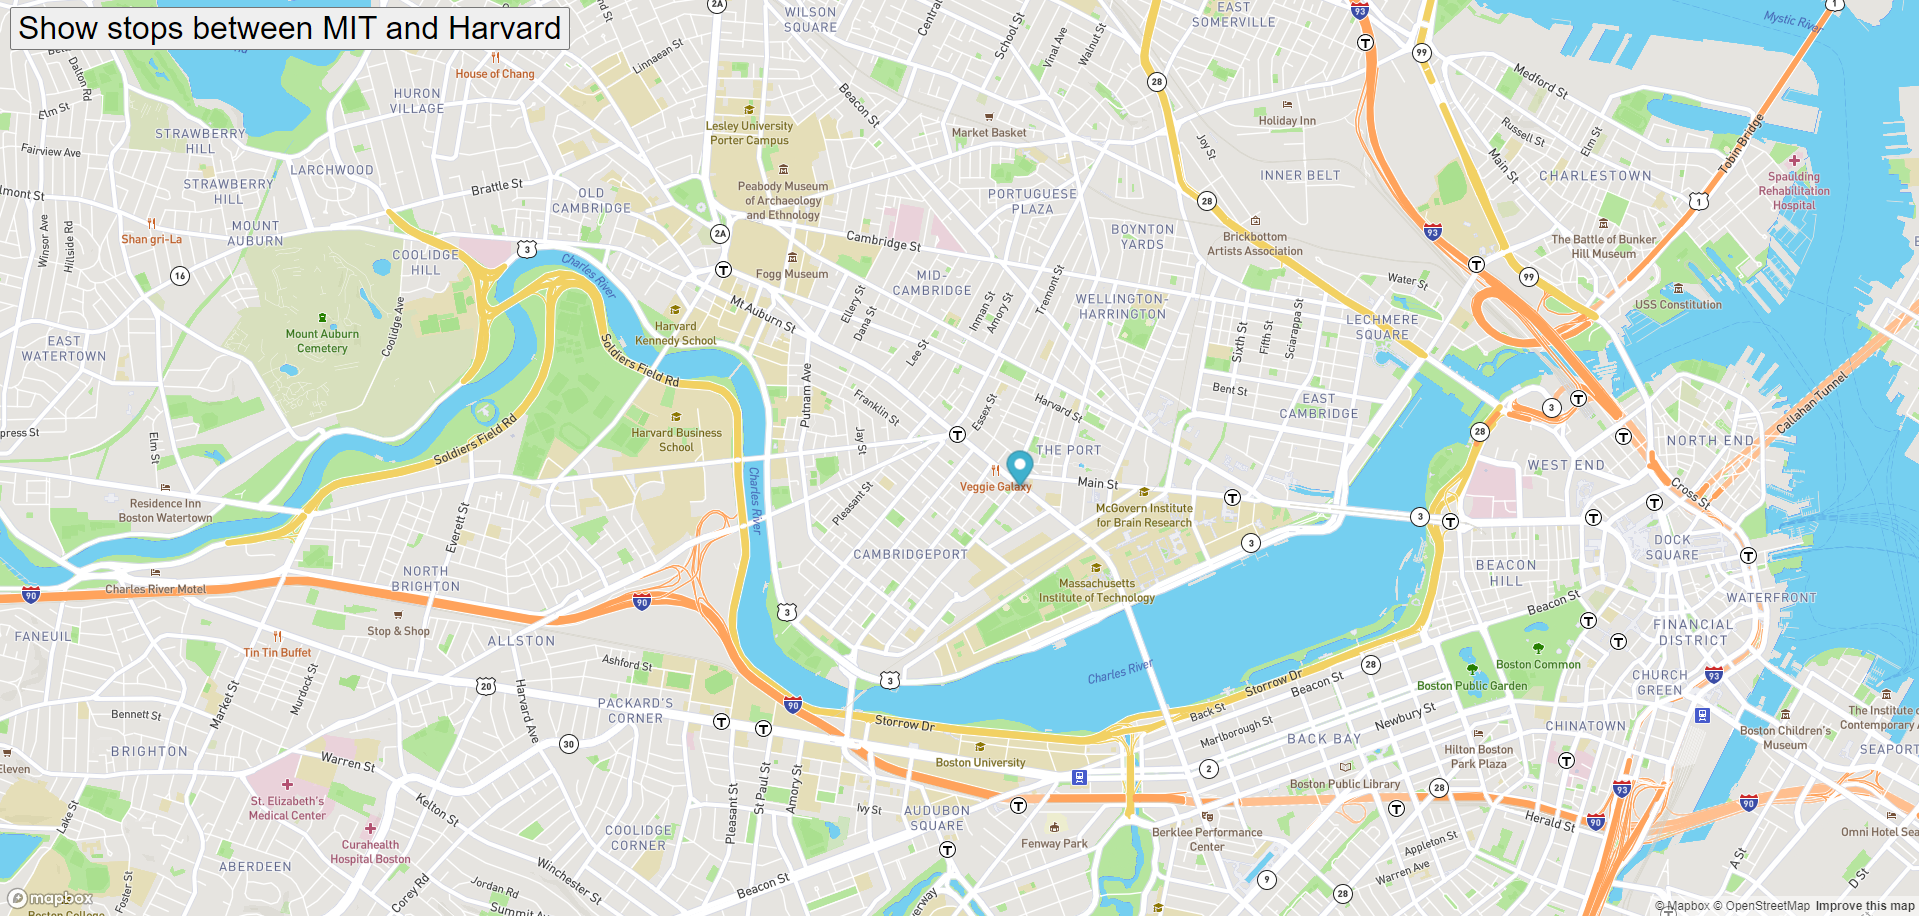 Show stops between MIT and Harvard
WILSON
SQUARE
Central
School St
EAST
SOMERVILLE
Mystic River
Linnaean St
House of Chang
Dalton Rd
Elm St
HURON
VILLAGE
Vinal Ave
Walnut St
Medford St
Beacon St
Market Basket
Holiday Inn
Russell St
Elm St
Main St
Tobin Bridge
STRAWBERRY
HILL
Fairview Ave
LARCHWOOD
Lesley University
Porter Campus
Joy St
Brattle St
STRAWBERRY
HILL
OLD
CAMBRIDGE
Peabody Museum
of Archaeology
and Ethnology
PORTUGUESE
PLAZA
INNER BELT
CHARLESTOWN
Spaulding
Rehabilitation
Hospital
Winsor Ave
Hillside Rd
Shan gri-La
MOUNT
AUBURN
COOLIDGE
HILL
Charles River
Fogg Museum
Cambridge St
BOYNTON
YARDS
Brickbottom
Artists Association
The Battle of Bunker
Hill Museum
MID-
CAMBRIDGE
Tremont St
Water St
USS Constitution
Mt Auburn St
Ellery St
Dana St
Inman St
Amory St
WELLINGTON-
HARRINGTON
Mount Auburn
Cemetery
Coolidge Ave
Harvard
Kennedy School
Lee St
Sixth St
Fifth St
Sciarappa St
LECHMERE
SQUARE
EAST
WATERTOWN
Soldiers Field Rd
Putnam Ave
Franklin St
Essex St
Harvard St
Bent St
EAST
CAMBRIDGE
Callahan Tunnel
Elm St
Soldiers Field Rd
Harvard Business
School
Jay St
THE PORT
WEST END
NORTH END
Residence Inn
Boston Watertown
Everett St
Charles River
Pleasant St
Veggie Galaxy
Main St
McGovern Institute
for Brain Research
Cross St
CAMBRIDGEPORT
BEACON
HILL
DOCK
SQUARE
NORTH
BRIGHTON
Charles River Motel
Massachusetts
Institute of Technology
Beacon St
WATERFRONT
FANEUIL
Stop & Shop
ALLSTON
FINANCIAL
DISTRICT
Tin Tin Buffet
Ashford St
Charles River
Storrow Dr
Beacon St
Boston Common
Boston Public Garden
CHURCH
GREEN
Murdock St
Market St
Harvard Ave
PACKARD'S
CORNER
Storrow Dr
Back St
Marlborough St
Newbury St
CHINATOWN
The Institute of
Contemporary A
Boston Children's
Museum
SEAPORT
Bennett St
BRIGHTON
Warren St
Boston University
BACK BAY
Hilton Boston
Park Plaza
Boston Public Library
Eleven
St. Elizabeth's
Medical Center
Kelton St
Pleasant St
St Paul St
Amory St
Ivy St
AUDUBON
SQUARE
Herald St
Lake St
Curahealth
Hospital Boston
COOLIDGE
CORNER
Fenway Park
Berklee Performance
Center
Appleton St
Omni Hotel Sea
ABERDEEN
Winchester St
Warren Ave
A St
D St
Foster St
Corey Rd
Jordan Rd
Summit Ave
Beacon St
mapbox
Boston College
© Mapbox © OpenStreetMap Improve this map